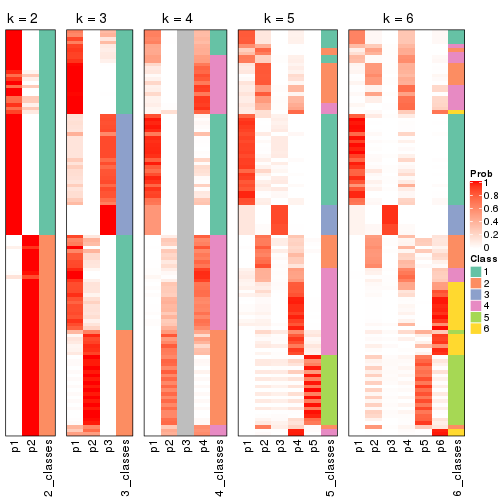 k = 2
k = 3
k = 4
k = 5
k = 6
Prob
1
0.8
0.6
0.4
0.2
0
Class
1
2
3
4
5
6
p1
p2
2_classes
p1
p2
p3
3_classes
p1
p2
p3
p4
4_classes
p1
p2
p3
p4
p5
5_classes
p1
p2
p3
p4
p5
p6
6_classes